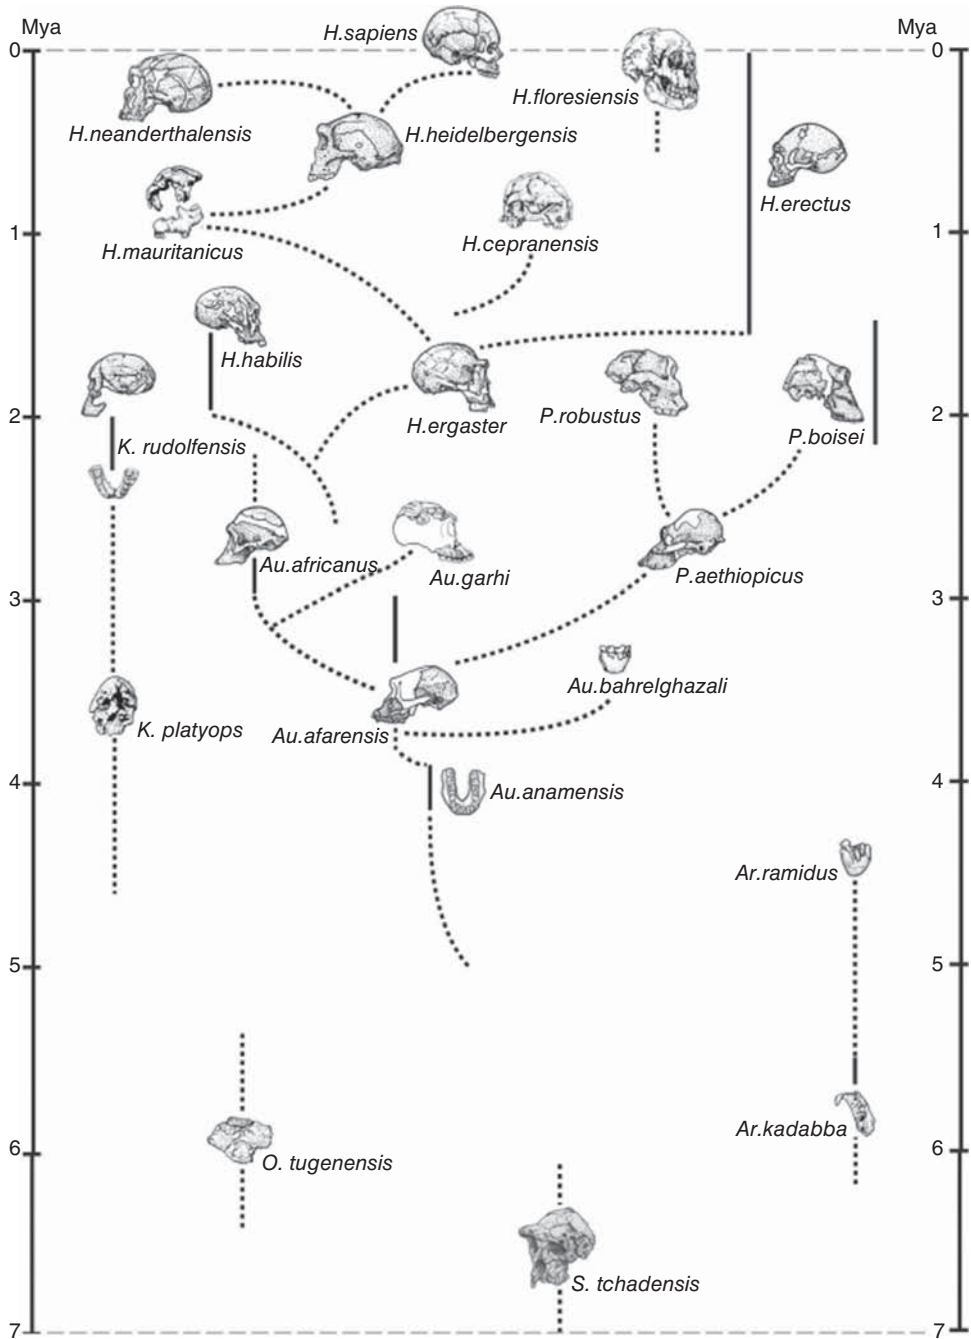 Mya
Mya
H.sapiens
0
0
H.floresiensis
H.neanderthalensis
H.heidelbergensis
H.erectus
1
1
H.cepranensis
H.mauritanicus
H.habilis
2
2
H.ergaster
P.robustus
P.boisei
K. rudolfensis
Au.africanus
Au.garhi
P.aethiopicus
3
3
Au.bahrelghazali
K. platyops
Au.afarensis
4
4
Au.anamensis
Ar.ramidus
5
5
Ar.kadabba
6
6
O. tugenensis
S. tchadensis
7
7